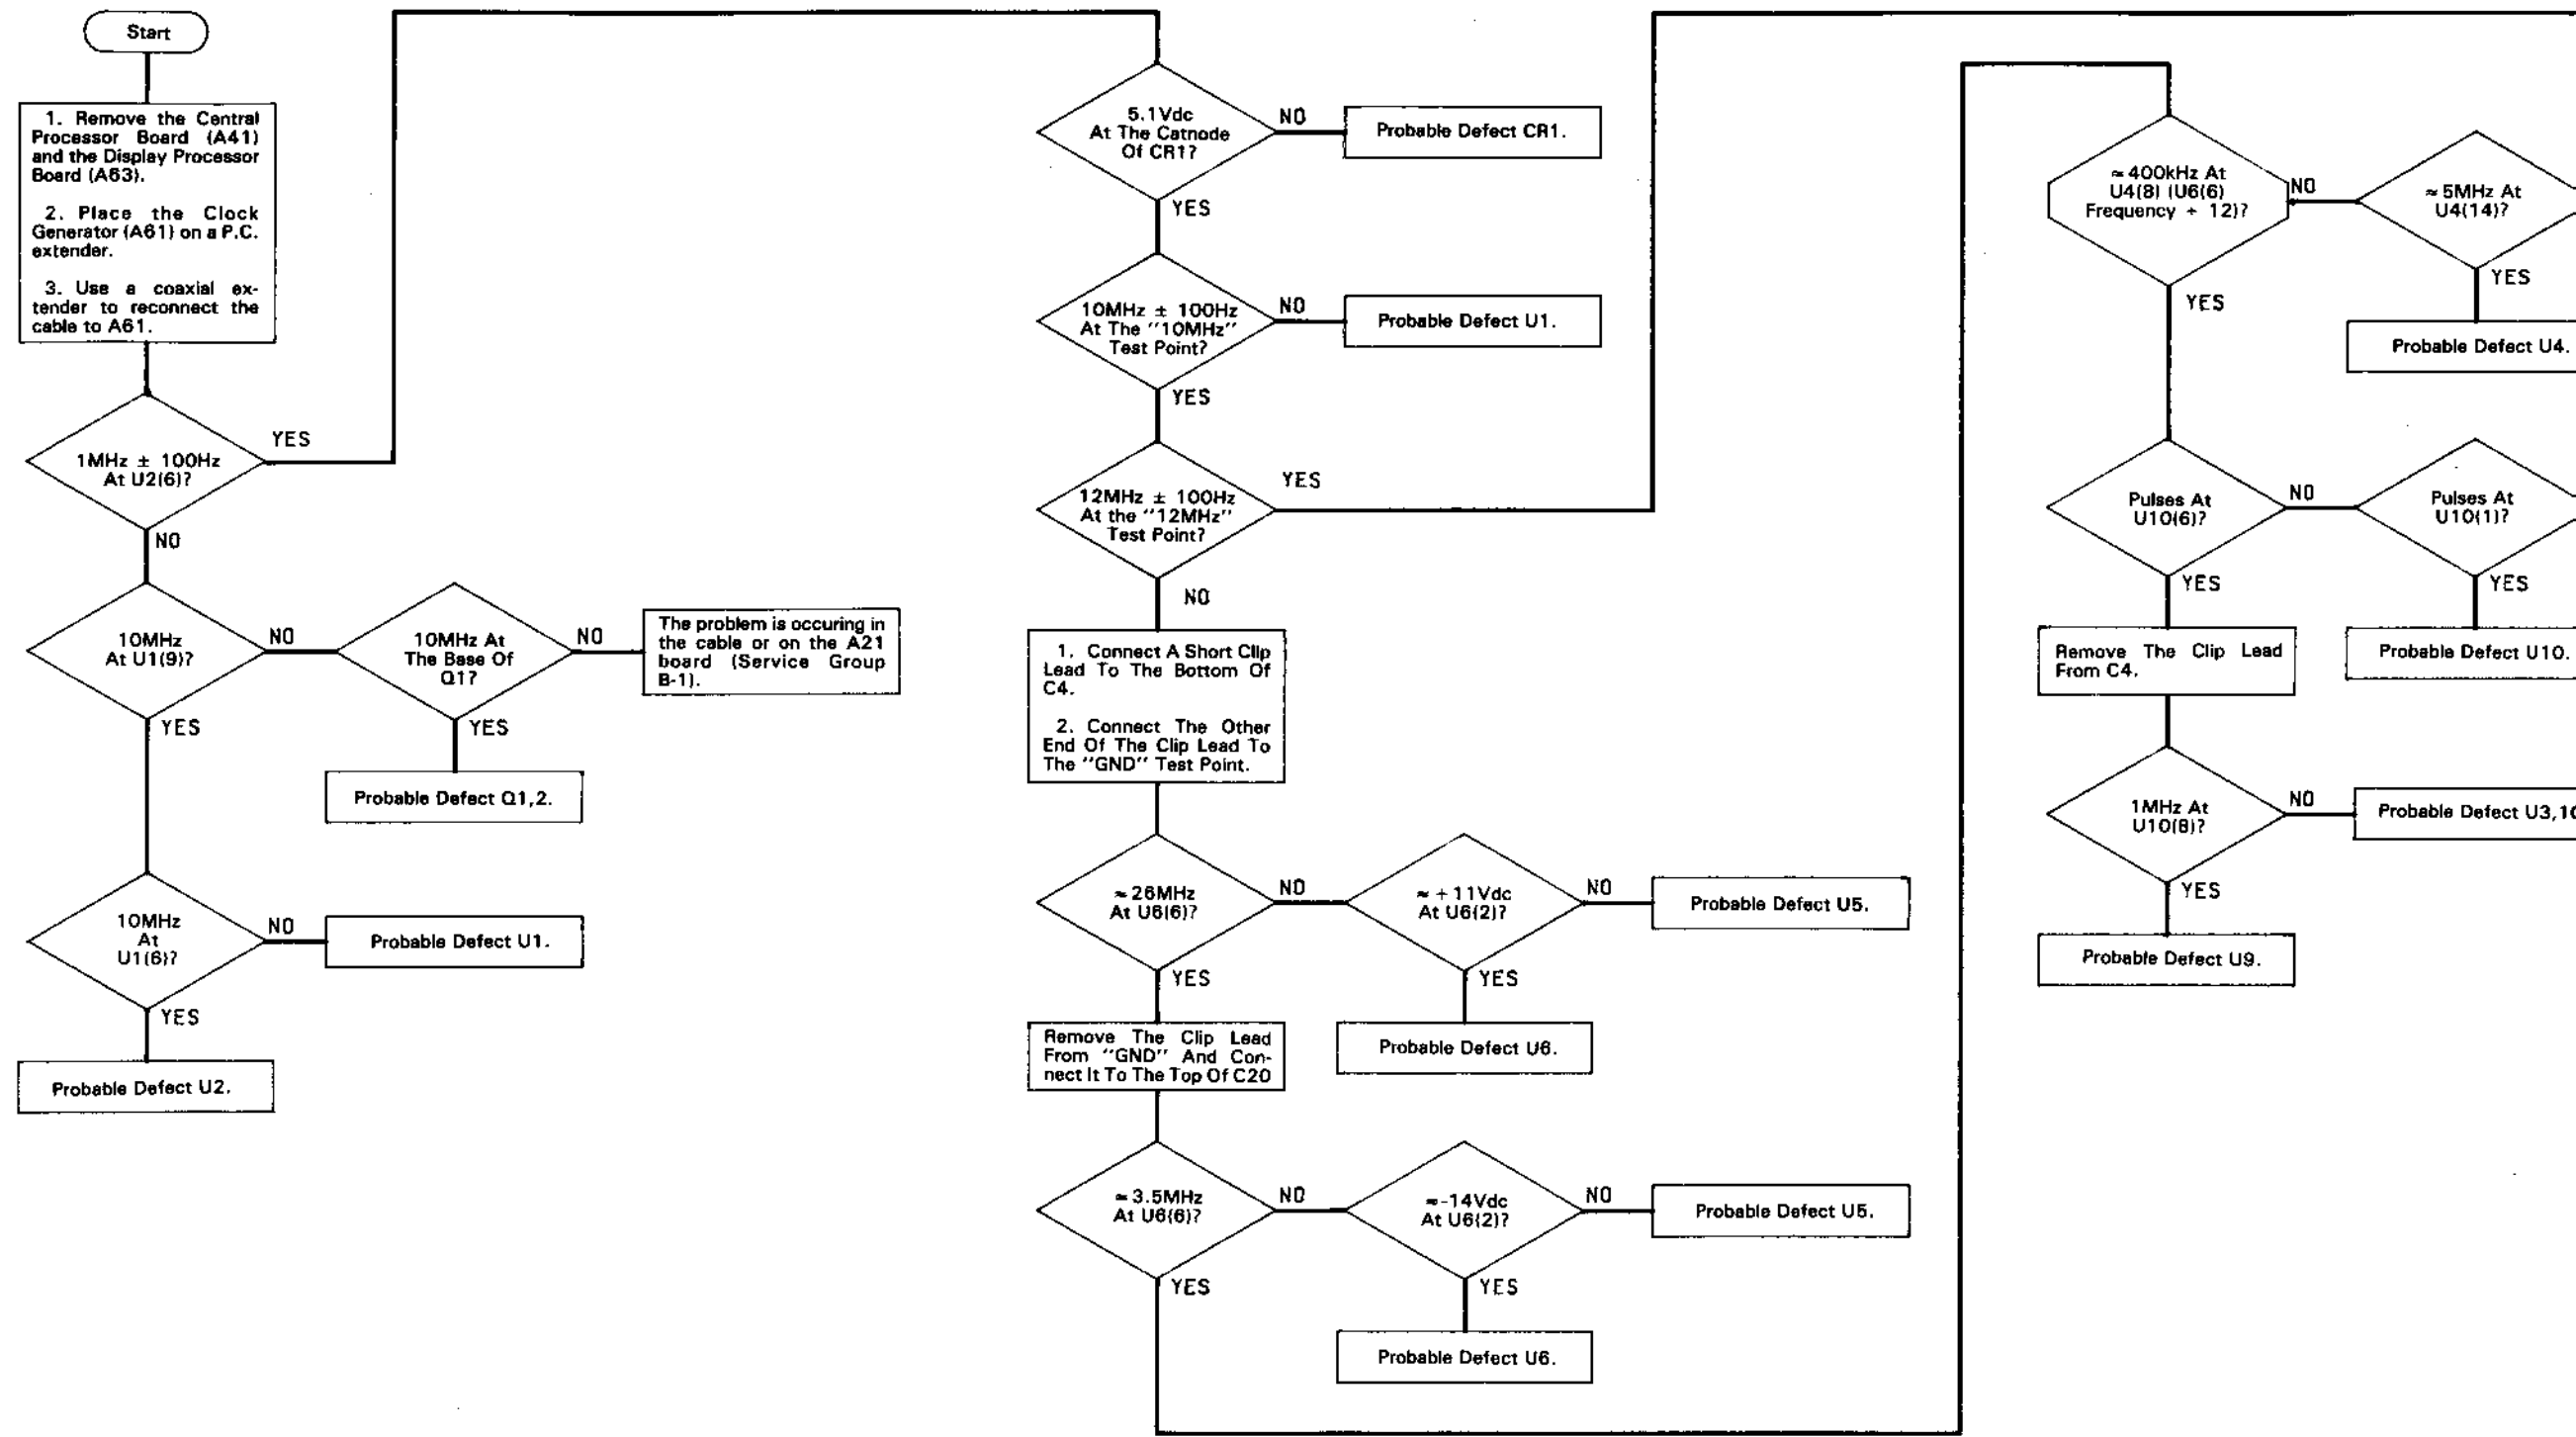 Start
1. Remove the Central
Processor Board (A41)
and the Display Processor
Board (A63).
2. Place the Clock
Generator (A61) on a P.C.
extender.
3. Use a coaxial ex-
tender to reconnect the
cable to A61.
1MHz ± 100Hz
At U2(6)?
YES
NO
10MHz
At U1(9)?
NO
YES
10MHz At
The Base Of
Q1?
NO
YES
The problem is occuring in
the cable or on the A21
board (Service Group
B-1).
Probable Defect Q1,2.
10MHz
At
U1(6)?
NO
YES
Probable Defect U1.
Probable Defect U2.
5.1Vdc
At The Catnode
Of CR1?
NO
YES
Probable Defect CR1.
10MHz ± 100Hz
At The "10MHz"
Test Point?
NO
YES
Probable Defect U1.
12MHz ± 100Hz
At the "12MHz"
Test Point?
YES
NO
1. Connect A Short Clip
Lead To The Bottom Of
C4.
2. Connect The Other
End Of The Clip Lead To
The "GND" Test Point.
≈26MHz
At U6(6)?
NO
YES
≈+11Vdc
At U6(2)?
NO
YES
Probable Defect U5.
Probable Defect U6.
Remove The Clip Lead
From "GND" And Con-
nect It To The Top Of C20
≈3.5MHz
At U6(6)?
NO
YES
≈-14Vdc
At U6(2)?
NO
YES
Probable Defect U5.
Probable Defect U6.
≈400kHz At
U4(8) (U6(6)
Frequency ÷ 12)?
NO
YES
≈5MHz At
U4(14)?
YES
Probable Defect U4.
Pulses At
U10(6)?
NO
YES
Pulses At
U10(1)?
YES
Probable Defect U10.
Remove The Clip Lead
From C4.
1MHz At
U10(8)?
NO
YES
Probable Defect U3,10
Probable Defect U9.